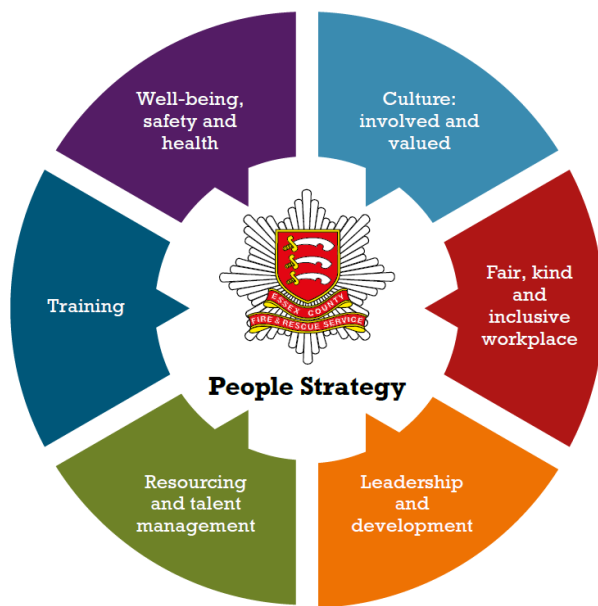 Well-being,
safety and
health
Culture:
involved and
valued
Fair, kind
and
inclusive
workplace
Leadership
and
development
Resourcing
and talent
management
Training
ESSEX COUNTY
FIRE & RESCUE SERVICE
People Strategy